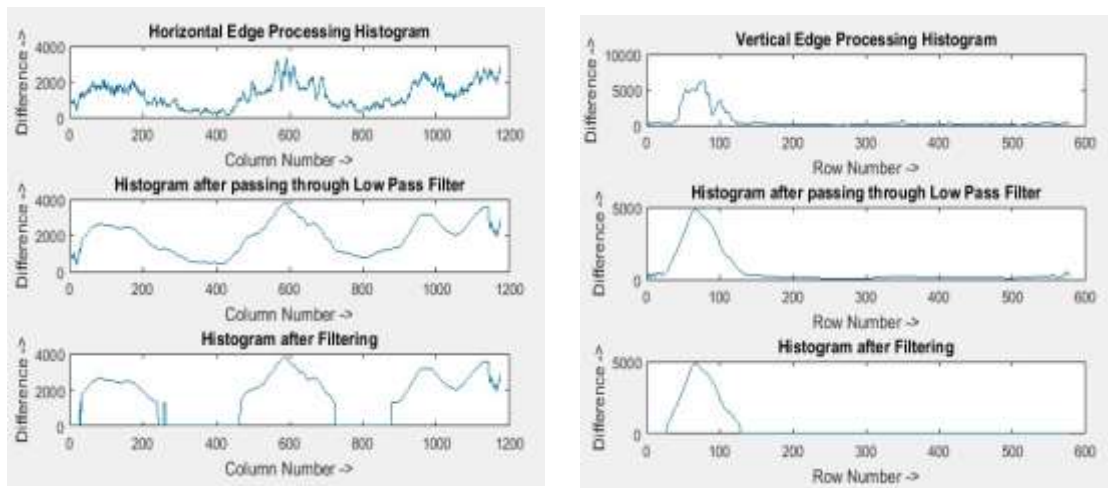 Horizontal Edge Processing Histogram
Difference ->
4000
2000
0
0 200 400 600 800 1000 1200
Column Number ->
Histogram after passing through Low Pass Filter
Difference ->
4000
2000
0
0 200 400 600 800 1000 1200
Column Number ->
Histogram after Filtering
Difference ->
4000
2000
0
0 200 400 600 800 1000 1200
Column Number ->
Vertical Edge Processing Histogram
Difference ->
10000
5000
0
0 100 200 300 400 500 600
Row Number ->
Histogram after passing through Low Pass Filter
Difference ->
5000
0
0 100 200 300 400 500 600
Row Number ->
Histogram after Filtering
Difference ->
5000
0
0 100 200 300 400 500 600
Row Number ->